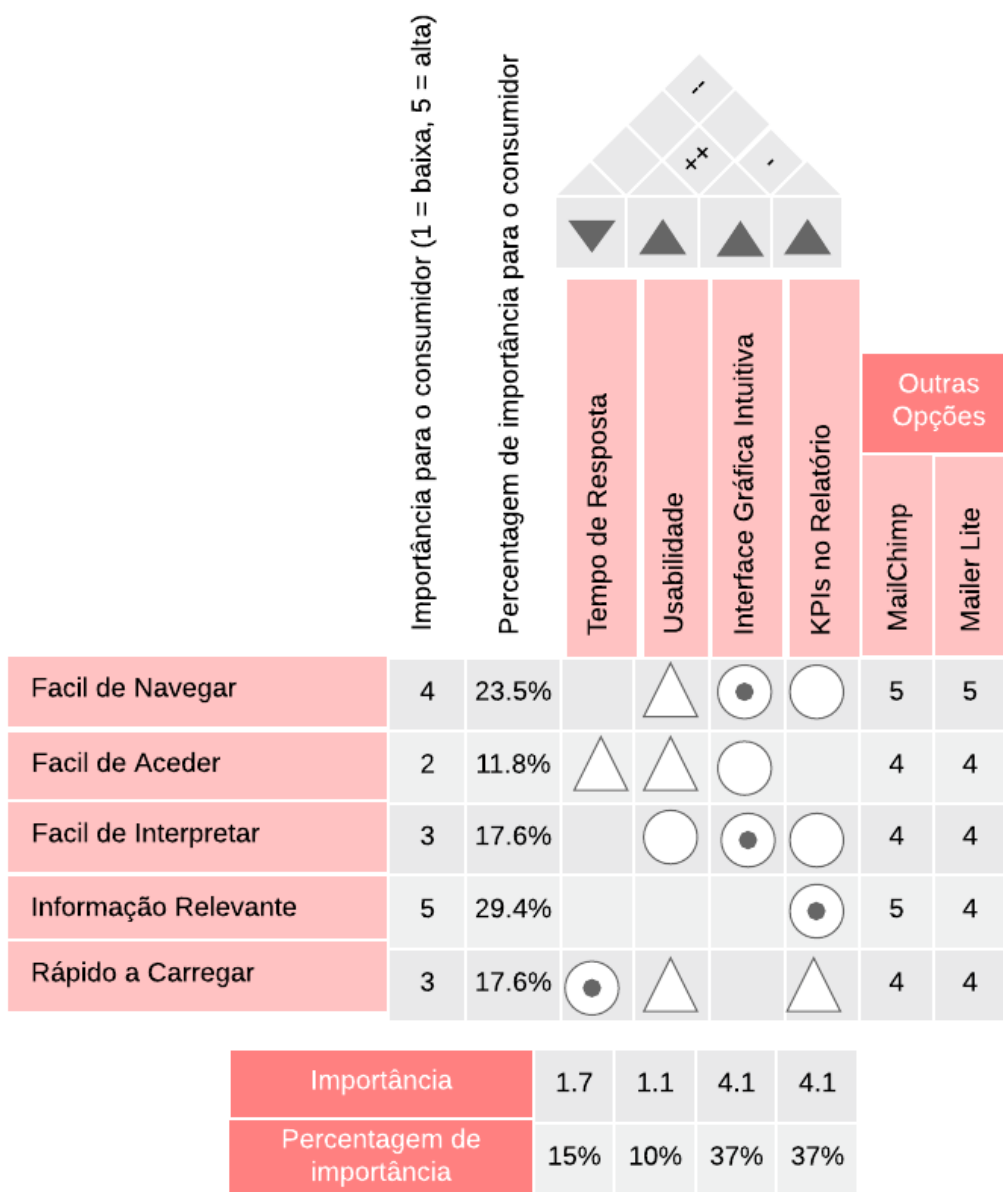 Importância para o consumidor (1 = baixa, 5 = alta)
Percentagem de importância para o consumidor
--
++
-
Tempo de Resposta
Usabilidade
Interface Gráfica Intuitiva
KPIs no Relatório
Outras
Opções
MailChimp
Mailer Lite
Facil de Navegar 4 23.5% 5 5
Facil de Aceder 2 11.8% 4 4
Facil de Interpretar 3 17.6% 4 4
Informação Relevante 5 29.4% 5 4
Rápido a Carregar 3 17.6% 4 4
Importância 1.7 1.1 4.1 4.1
Percentagem de
importância 15% 10% 37% 37%